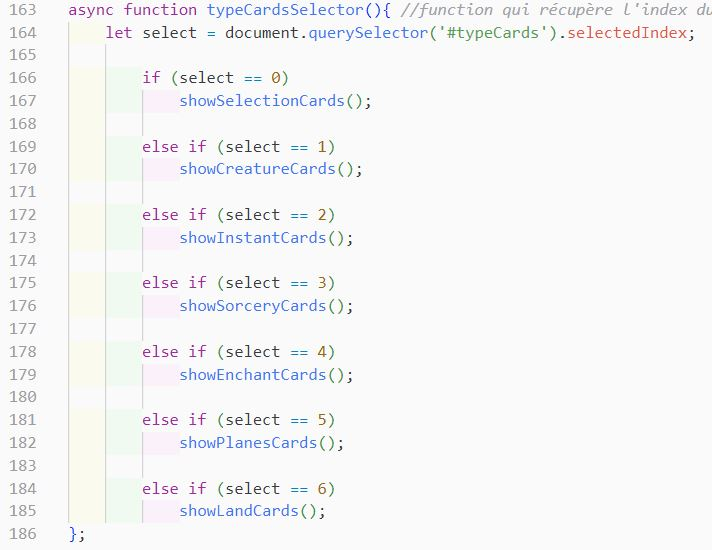 163 async function typeCardsSelector(){ //function qui récupère l'index du
164 let select = document.querySelector('#typeCards').selectedIndex;
165
166 if (select == 0)
167 showSelectionCards();
168
169 else if (select == 1)
170 showCreatureCards();
171
172 else if (select == 2)
173 showInstantCards();
174
175 else if (select == 3)
176 showSorceryCards();
177
178 else if (select == 4)
179 showEnchantCards();
180
181 else if (select == 5)
182 showPlanesCards();
183
184 else if (select == 6)
185 showLandCards();
186 };